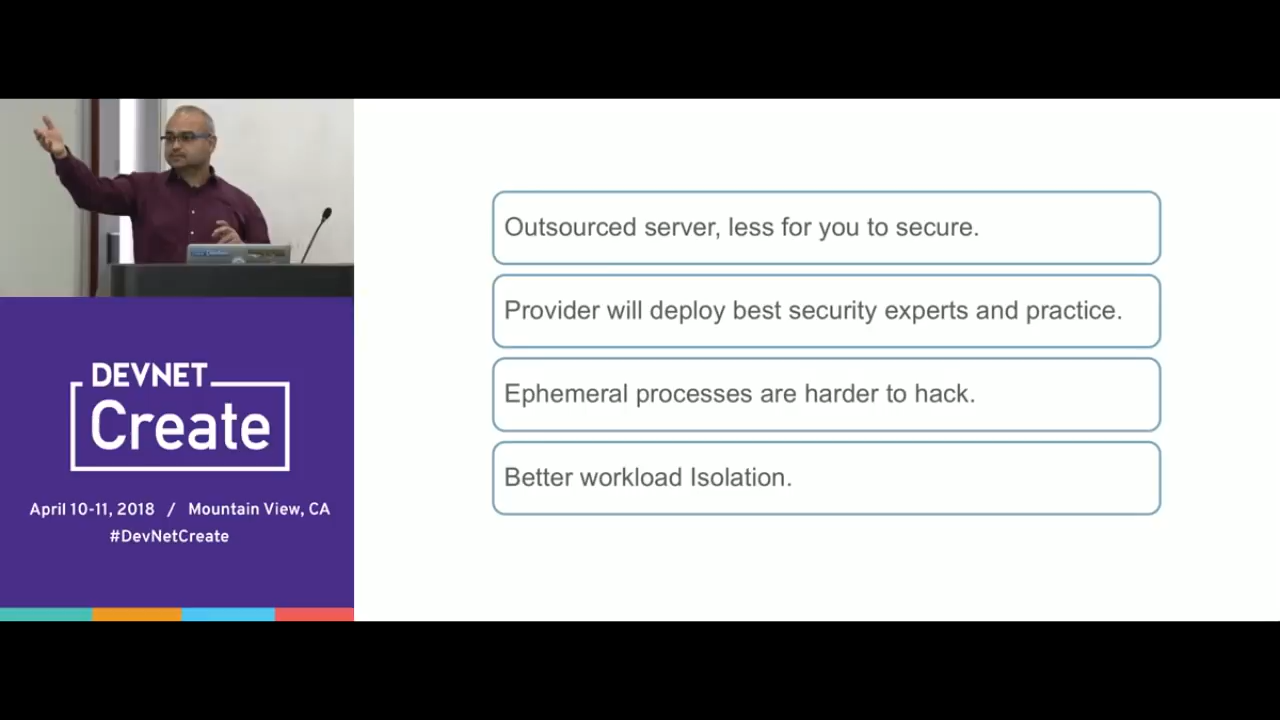 Outsourced server, less for you to secure.
Provider will deploy best security experts and practice.
Ephemeral processes are harder to hack.
Better workload Isolation.
DEVNET
Create
April 10-11, 2018 / Mountain View, CA
#DevNetCreate